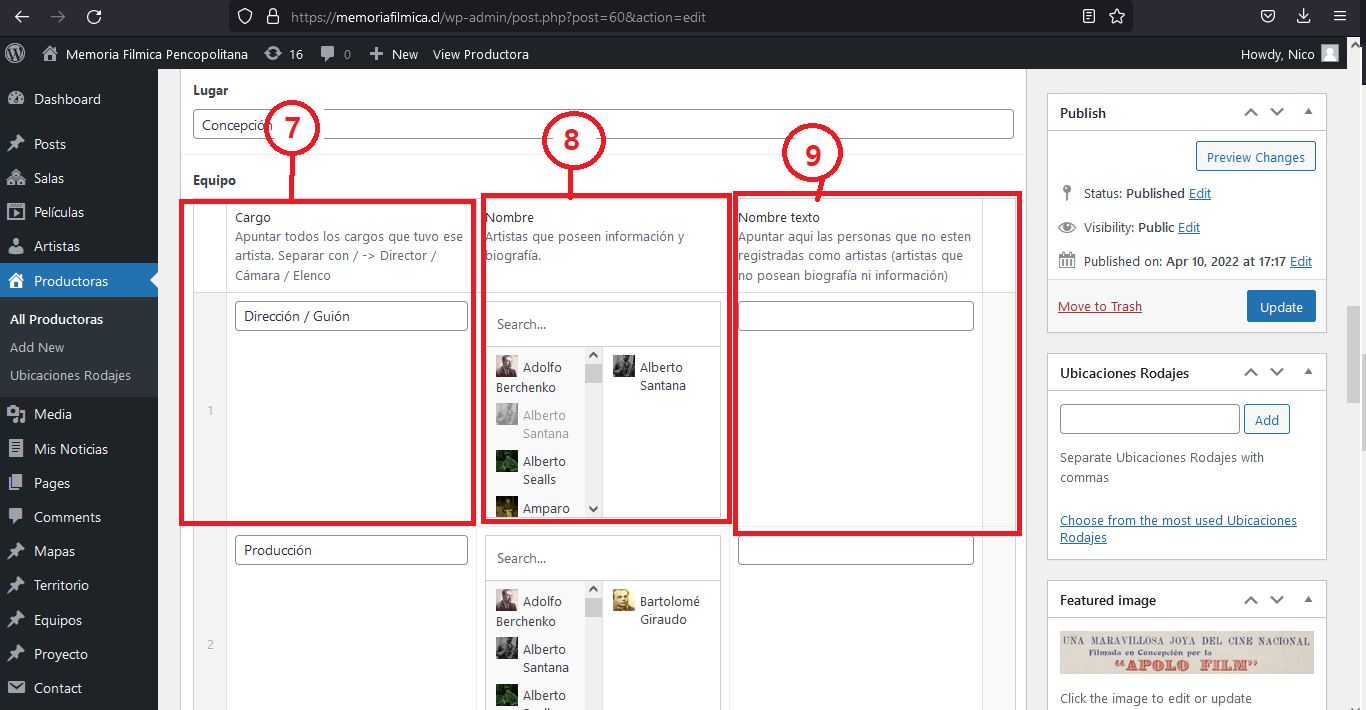 https://memoriafilmica.cl/wp-admin/post.php?post=60&action=edit
Memoria Filmica Pencopolitana
16
0
New
View Productora
Howdy, Nico
Dashboard
Posts
Salas
Películas
Artistas
Productoras
All Productoras
Add New
Ubicaciones Rodajes
Media
Mis Noticias
Pages
Comments
Mapas
Territorio
Equipos
Proyecto
Contact
Lugar
Concepción
7
8
9
Equipo
Cargo
Apuntar todos los cargos que tuvo ese
artista. Separar con / -> Director /
Cámara / Elenco
Nombre
Artistas que poseen información y
biografía.
Nombre texto
Apuntar aqui las personas que no esten
registradas como artistas (artistas que
no posean biografía ni información)
1
Dirección / Guión
Search...
Adolfo
Berchenko
Alberto
Santana
Alberto
Sealls
Amparo
Alberto
Santana
2
Producción
Search...
Adolfo
Berchenko
Alberto
Santana
Alberto
Bartolomé
Giraudo
Publish
Preview Changes
Status: Published Edit
Visibility: Public Edit
Published on: Apr 10, 2022 at 17:17 Edit
Move to Trash
Update
Ubicaciones Rodajes
Add
Separate Ubicaciones Rodajes with
commas
Choose from the most used Ubicaciones
Rodajes
Featured image
UNA MARAVILLOSA JOYA DEL CINE NACIONAL
Filmada en Concepción por la
“APOLO FILM”
Click the image to edit or update